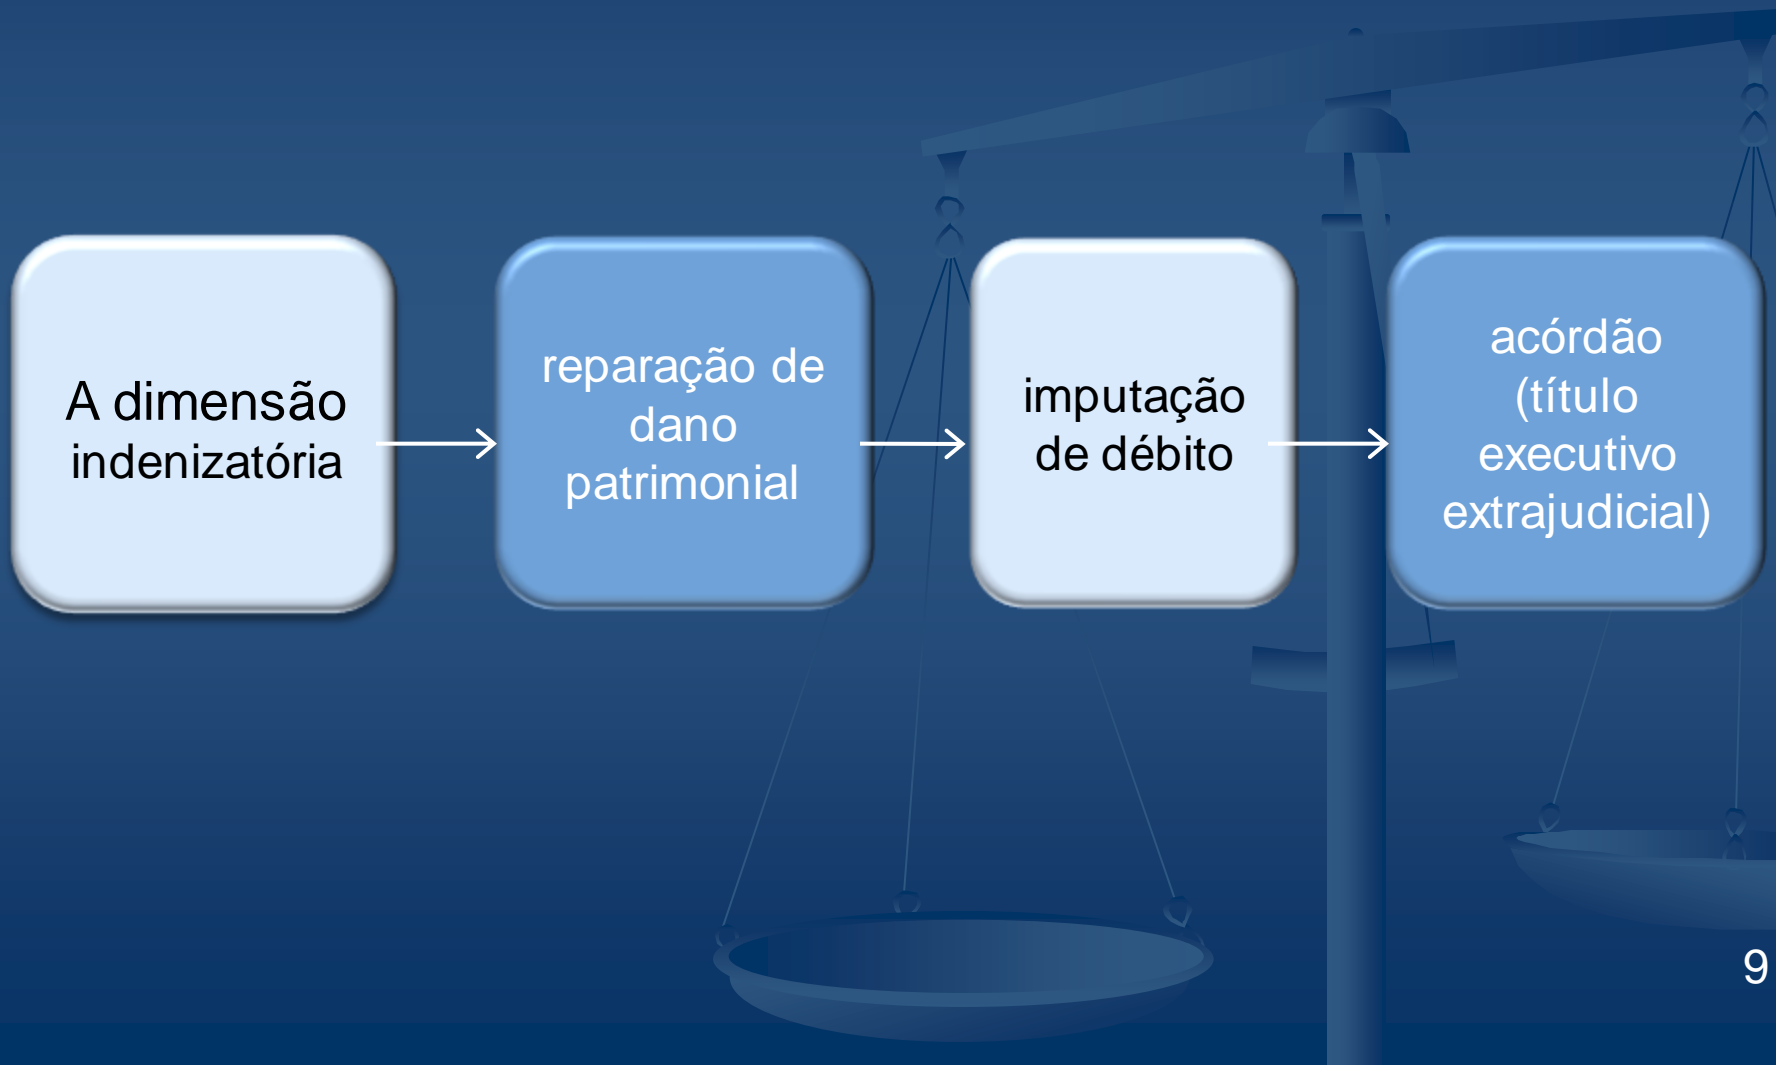 A dimensão
indenizatória
reparação de
dano
patrimonial
imputação
de débito
acórdão
(título
executivo
extrajudicial)
9